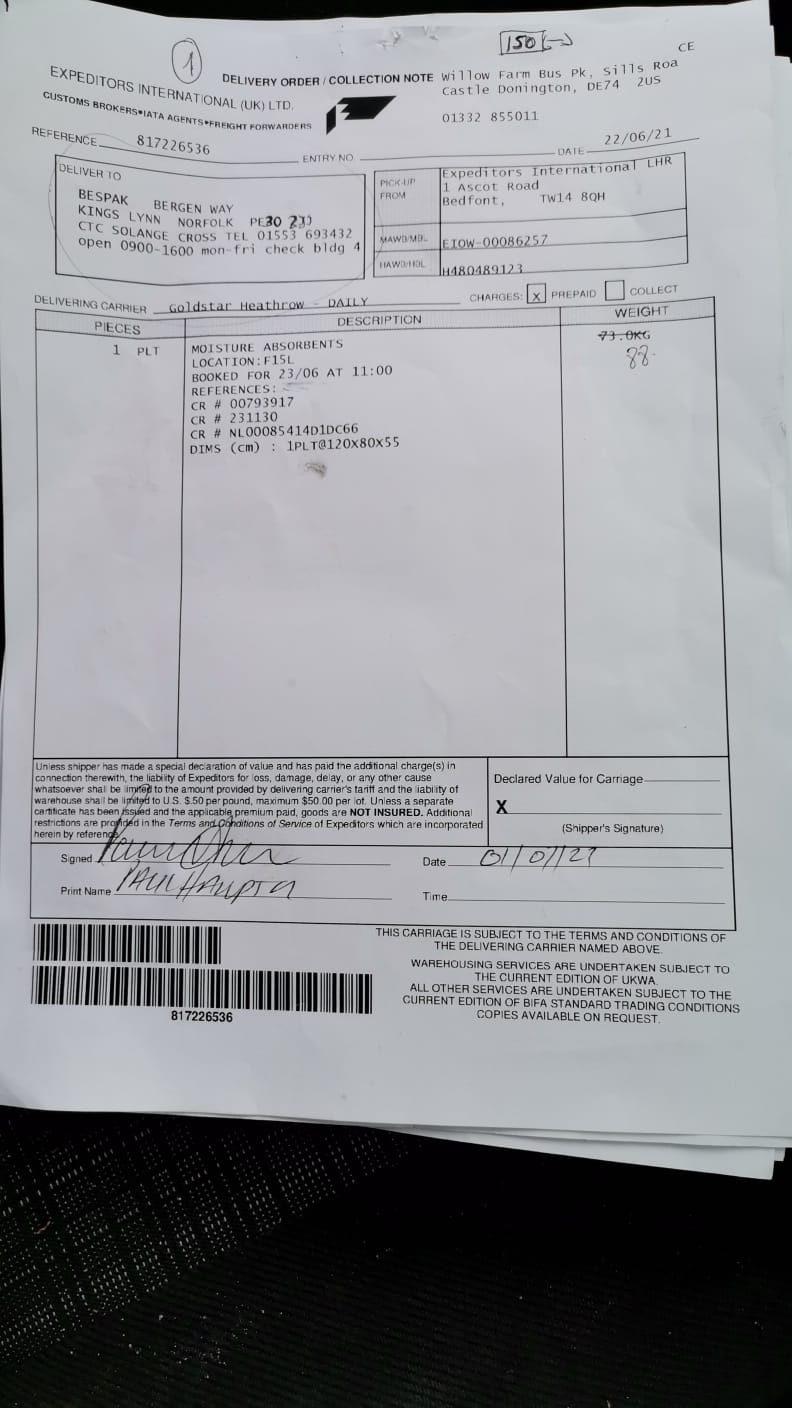 1
150
CE
EXPEDITORS INTERNATIONAL (UK) LTD.
CUSTOMS BROKERS•IATA AGENTS•FREIGHT FORWARDERS
DELIVERY ORDER / COLLECTION NOTE
Willow Farm Bus Pk, Sills Roa
Castle Donington, DE74 2US
01332 855011
REFERENCE 817226536
ENTRY NO
DATE 22/06/21
DELIVER TO
BESPAK BERGEN WAY
KINGS LYNN NORFOLK PE30 2JJ
CTC SOLANGE CROSS TEL 01553 693432
open 0900-1600 mon-fri check bldg 4
PICK-UP FROM
Expeditors International LHR
1 Ascot Road
Bedfont, TW14 8QH
MAWB/MBL EIOW-00086257
HAWB/HBL H480489123
DELIVERING CARRIER Goldstar Heathrow - DAILY
CHARGES: X PREPAID COLLECT
PIECES DESCRIPTION WEIGHT
1 PLT MOISTURE ABSORBENTS 73.0KG
LOCATION:F15L 88
BOOKED FOR 23/06 AT 11:00
REFERENCES:
CR # 00793917
CR # 231130
CR # NL00085414D1DC66
DIMS (cm) : 1PLT@120X80X55
Unless shipper has made a special declaration of value and has paid the additional charge(s) in
connection therewith, the liability of Expeditors for loss, damage, delay, or any other cause
whatsoever shall be limited to the amount provided by delivering carrier's tariff and the liability of
warehouse shall be limited to U.S. $.50 per pound, maximum $50.00 per lot. Unless a separate
certificate has been issued and the applicable premium paid, goods are NOT INSURED. Additional
restrictions are provided in the Terms and Conditions of Service of Expeditors which are incorporated
herein by reference.
Declared Value for Carriage
X
(Shipper's Signature)
Signed
Date 01/07/21
Print Name PAUL
Time
817226536
THIS CARRIAGE IS SUBJECT TO THE TERMS AND CONDITIONS OF
THE DELIVERING CARRIER NAMED ABOVE.
WAREHOUSING SERVICES ARE UNDERTAKEN SUBJECT TO
THE CURRENT EDITION OF UKWA.
ALL OTHER SERVICES ARE UNDERTAKEN SUBJECT TO THE
CURRENT EDITION OF BIFA STANDARD TRADING CONDITIONS
COPIES AVAILABLE ON REQUEST.